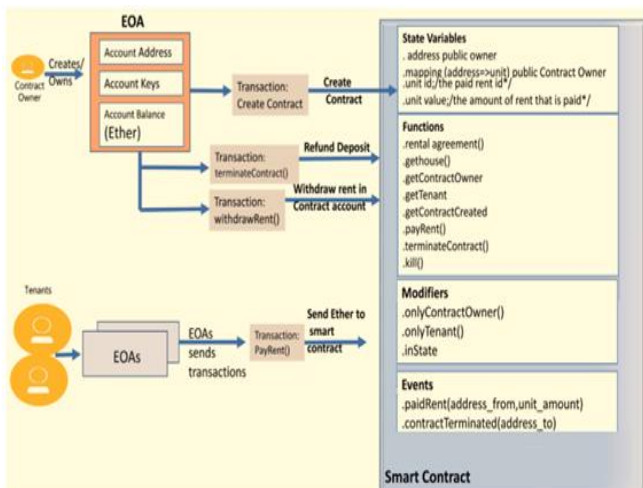 EOA
Contract
Owner
Creates/
Owns
Account Address
Account Keys
Account Balance
(Ether)
Transaction:
Create Contract
Create
Contract
Transaction:
terminateContract()
Refund Deposit
Transaction:
withdrawRent()
Withdraw rent in
Contract account
Tenants
EOAs
EOAs
sends
transactions
Transaction:
PayRent()
Send Ether to
smart
contract
State Variables
. address public owner
.mapping (address=>unit) public Contract Owner
.unit id;/the paid rent id*/
.unit value;/the amount of rent that is paid*/
Functions
.rental agreement()
.gethouse()
.getContractOwner
.getTenant
.getContractCreated
.payRent()
.terminateContract()
.kill()
Modifiers
.onlyContractOwner()
.onlyTenant()
.inState
Events
.paidRent(address_from,unit_amount)
.contractTerminated(address_to)
Smart Contract